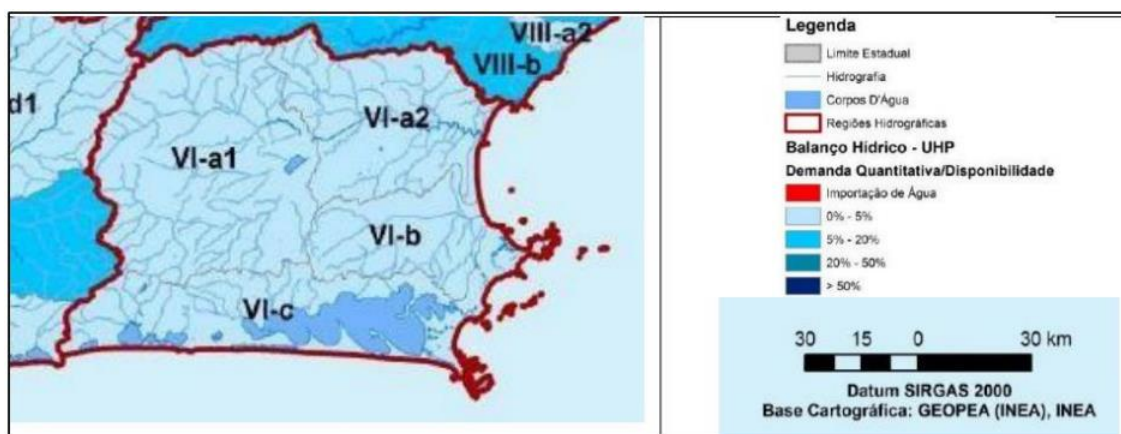 VIII-a2
VIII-b
d1
VI-a2
VI-a1
VI-b
VI-c
Legenda
Limite Estadual
Hidrografia
Corpos D'Água
Regiões Hidrográficas
Balanço Hídrico - UHP
Demanda Quantitativa/Disponibilidade
Importação de Água
0% - 5%
5% - 20%
20% - 50%
> 50%
30 15 0 30 km
Datum SIRGAS 2000
Base Cartográfica: GEOPEA (INEA), INEA